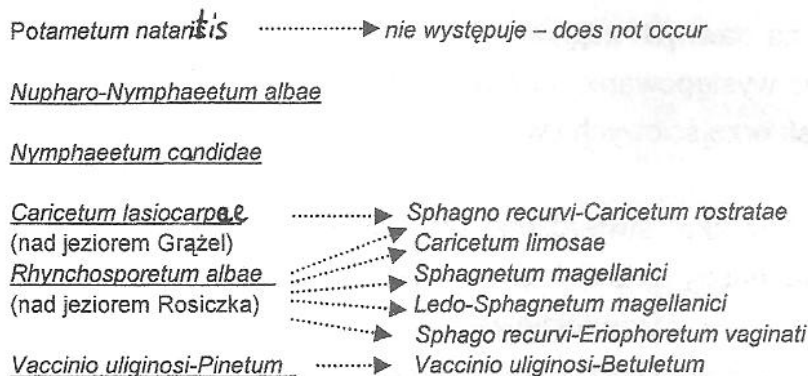 Potametum natantis nie występuje – does not occur
Nupharo-Nymphaeetum albae
Nymphaeetum candidae
Caricetum lasiocarpae Sphagno recurvi-Caricetum rostratae
(nad jeziorem Grążel) Caricetum limosae
Rhynchosporetum albae Sphagnetum magellanici
(nad jeziorem Rosiczka) Ledo-Sphagnetum magellanici
Sphago recurvi-Eriophoretum vaginati
Vaccinio uliginosi-Pinetum Vaccinio uliginosi-Betuletum